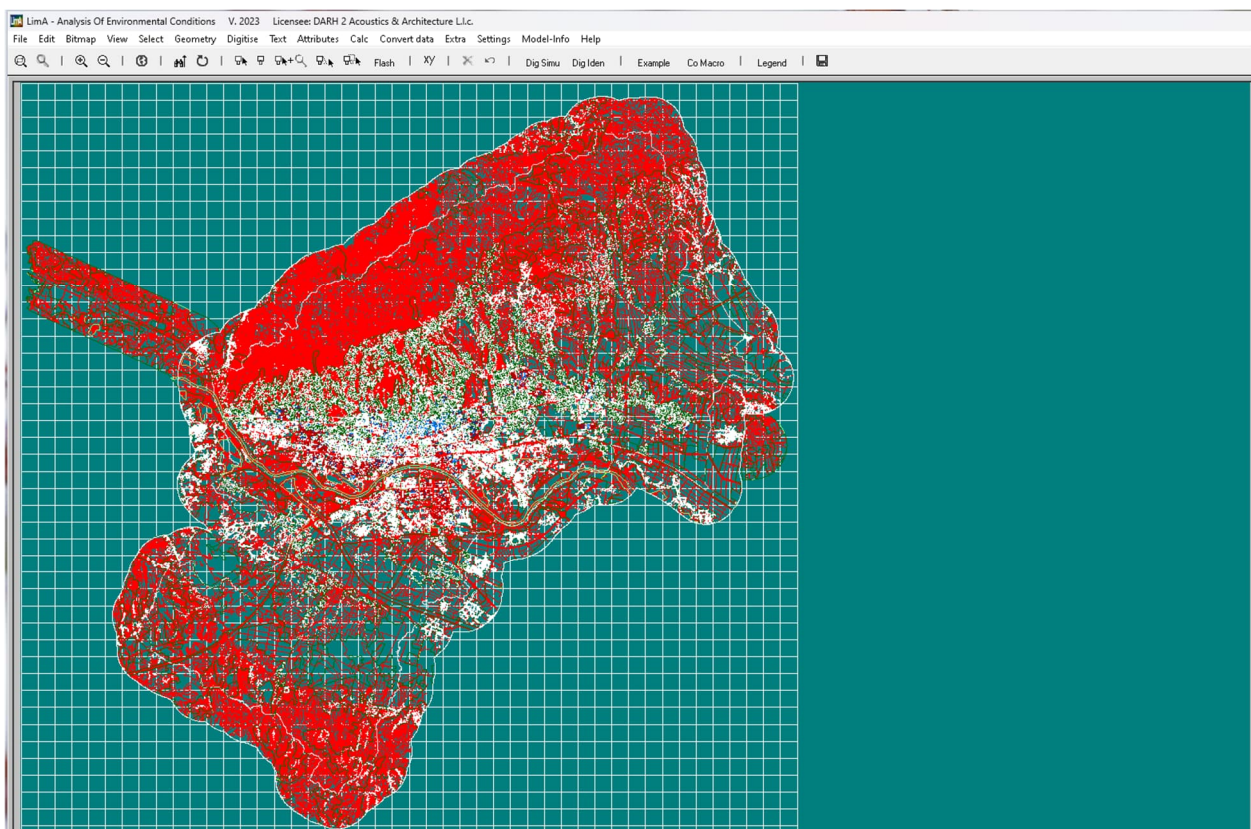 LimA - Analysis Of Environmental Conditions V. 2023 Licensee: DARH 2 Acoustics & Architecture L.l.c.
File Edit Bitmap View Select Geometry Digitise Text Attributes Calc Convert data Extra Settings Model-Info Help
Flash XY Dig Simu Dig Iden Example Co Macro Legend